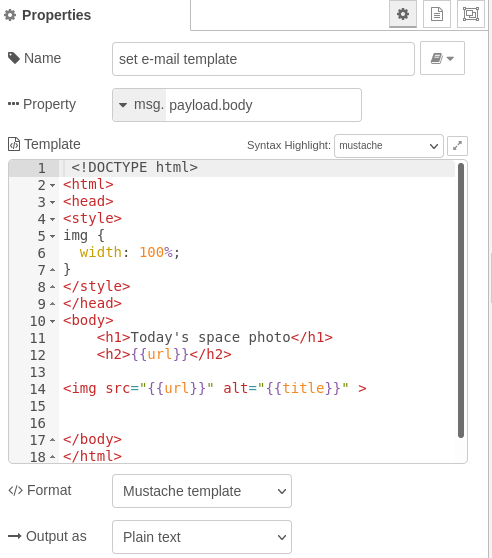 Properties
Name
set e-mail template
Property
msg. payload.body
Template
Syntax Highlight: mustache
1 <!DOCTYPE html>
2 <html>
3 <head>
4 <style>
5 img {
6 width: 100%;
7 }
8 </style>
9 </head>
10 <body>
11 <h1>Today's space photo</h1>
12 <h2>{{url}}</h2>
13
14 <img src="{{url}}" alt="{{title}}" >
15
16
17 </body>
18 </html>
</> Format
Mustache template
Output as
Plain text